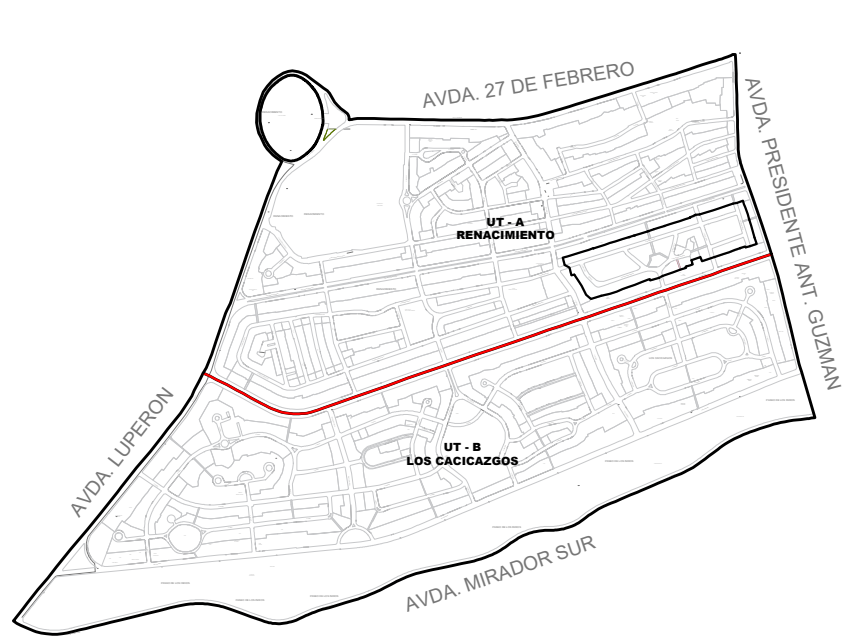 AVDA. 27 DE FEBRERO
AVDA. PRESIDENTE ANT. GUZMAN
UT - A
RENACIMIENTO
AVDA. LUPERON
UT - B
LOS CACICAZGOS
AVDA. MIRADOR SUR